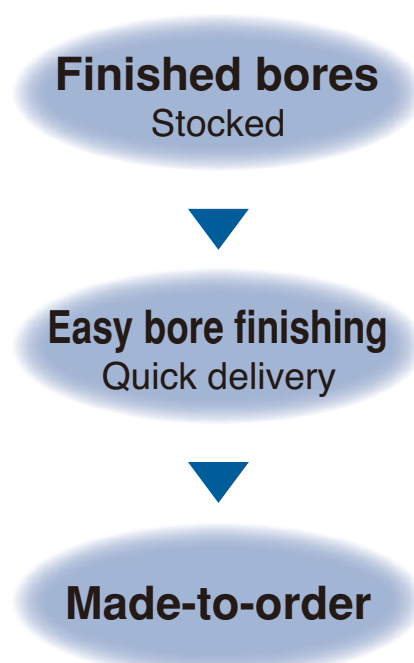 Finished bores
Stocked
Easy bore finishing
Quick delivery
Made-to-order